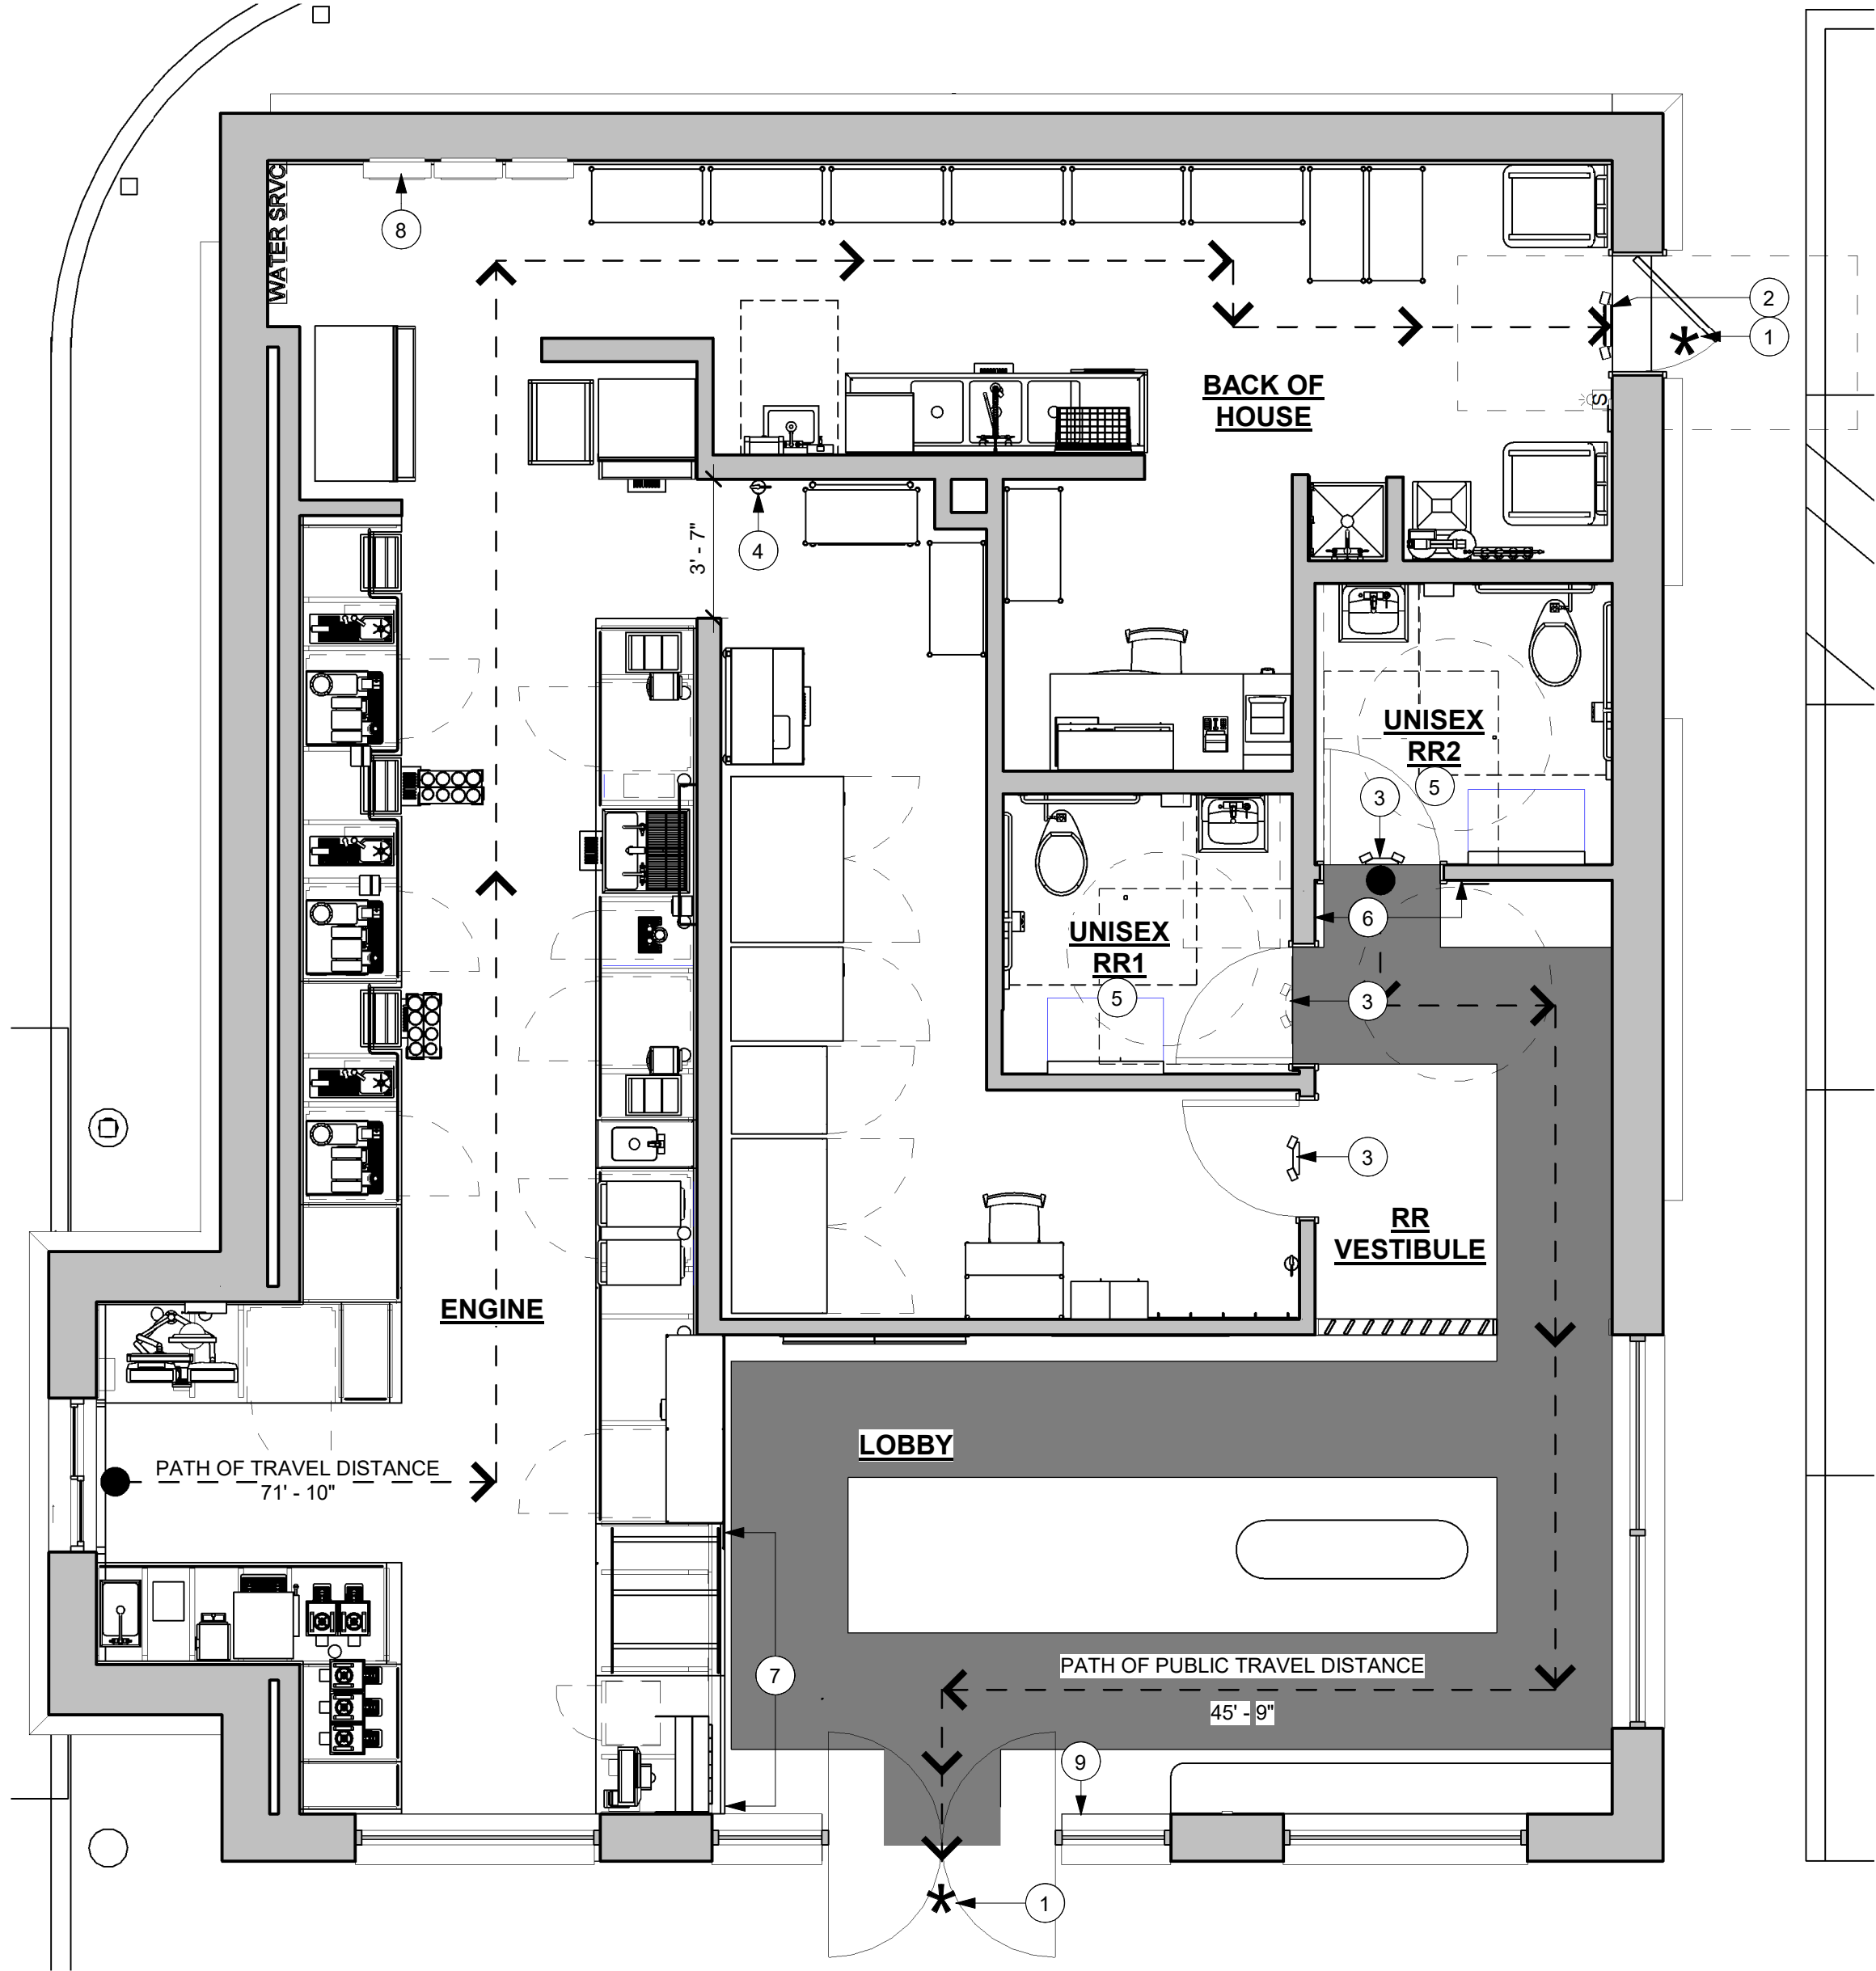 WATER SRVC
8
2
1
BACK OF
HOUSE
S
3' - 7"
4
UNISEX
RR2
5
3
6
UNISEX
RR1
5
3
3
RR
VESTIBULE
ENGINE
LOBBY
PATH OF TRAVEL DISTANCE
71' - 10"
PATH OF PUBLIC TRAVEL DISTANCE
45' - 9"
7
9
1